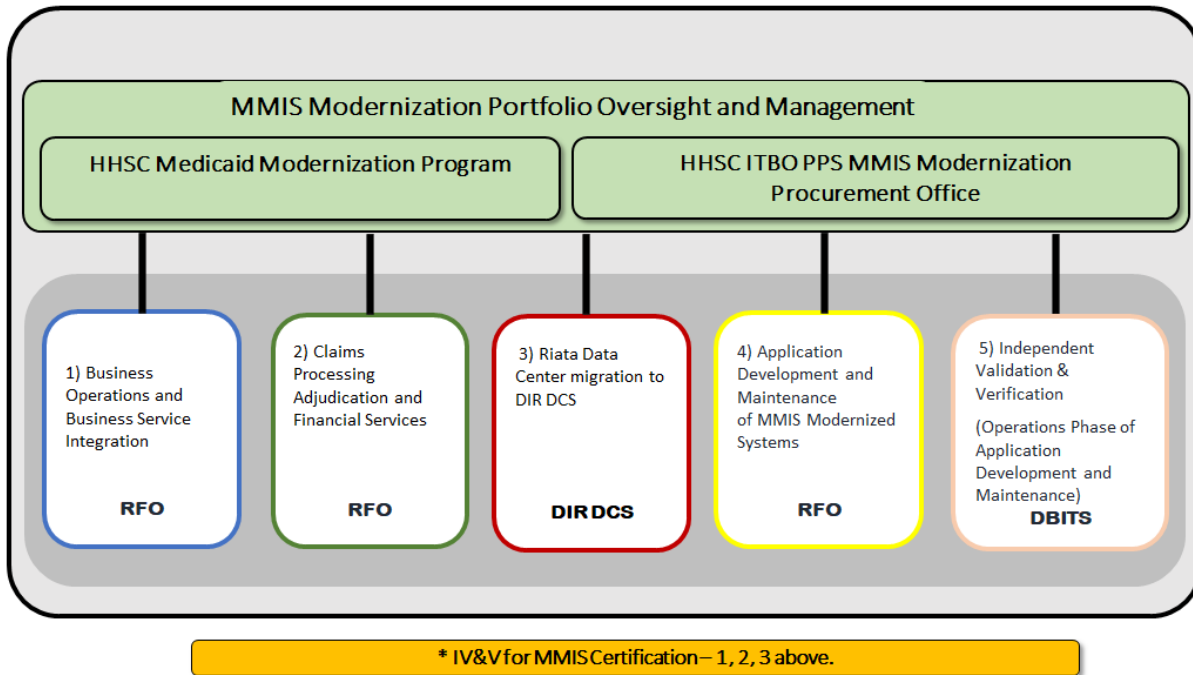 MMIS Modernization Portfolio Oversight and Management
HHSC Medicaid Modernization Program
HHSC ITBO PPS MMIS Modernization
Procurement Office
1) Business
Operations and
Business Service
Integration
RFO
2) Claims
Processing
Adjudication and
Financial Services
RFO
3) Riata Data
Center migration to
DIR DCS
DIR DCS
4) Application
Development and
Maintenance
of MMIS Modernized
Systems
RFO
5) Independent
Validation &
Verification
(Operations Phase of
Application
Development and
Maintenance)
DBITS
* IV&V for MMIS Certification – 1, 2, 3 above.